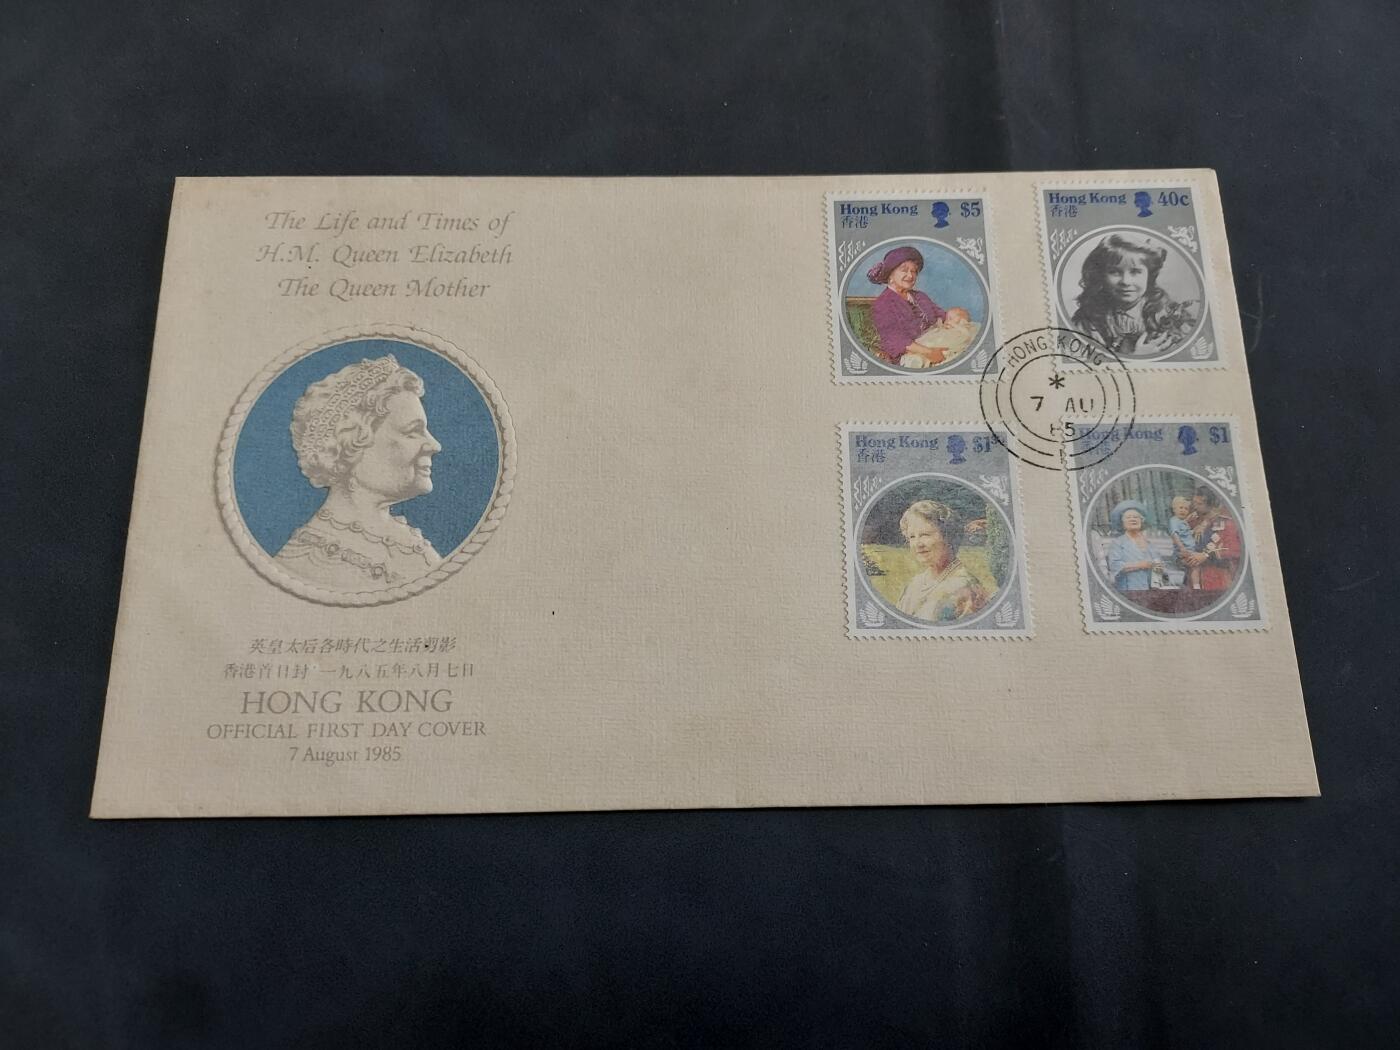 The Life and Times of
H.M. Queen Elizabeth
The Queen Mother
英皇太后各時代之生活剪影
香港首日封 一九八五年八月七日
HONG KONG
OFFICIAL FIRST DAY COVER
7 August 1985
Hong Kong $5
香港
Hong Kong 40c
香港
HONG KONG
*
7 AU
85
Hong Kong $1
香港
Hong Kong $1
香港